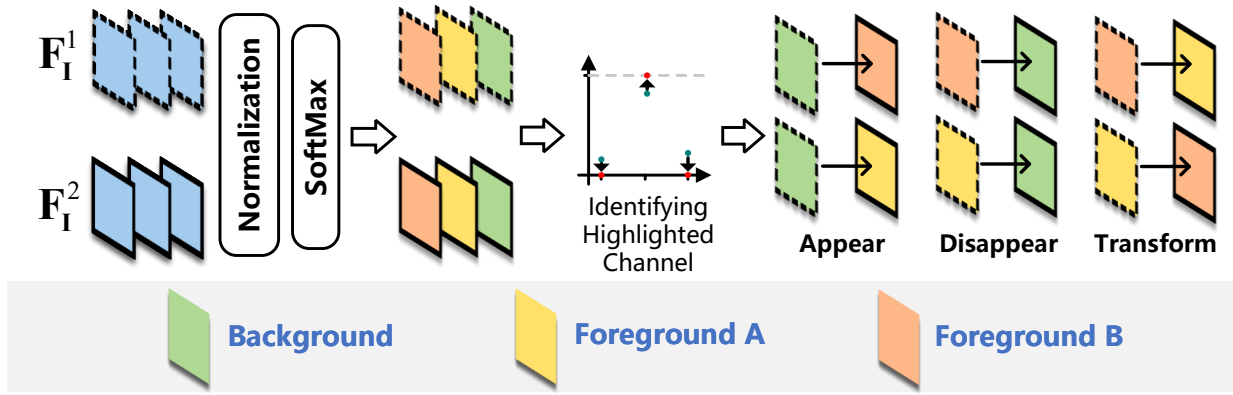 F_I^1
F_I^2
Normalization
SoftMax
Identifying
Highlighted
Channel
Appear
Disappear
Transform
Background
Foreground A
Foreground B